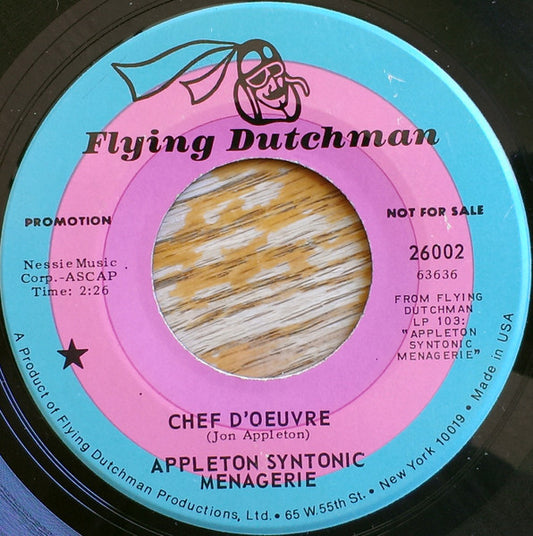 Flying Dutchman
PROMOTION
NOT FOR SALE
Nessie Music
Corp.-ASCAP
Time: 2:26
26002
63636
FROM FLYING
DUTCHMAN
LP 103:
"APPLETON
SYNTONIC
MENAGERIE"
CHEF D'OEUVRE
(Jon Appleton)
APPLETON SYNTONIC
MENAGERIE
A Product of Flying Dutchman Productions, Ltd. • 65 W. 55th St. • New York 10019 • Made in USA